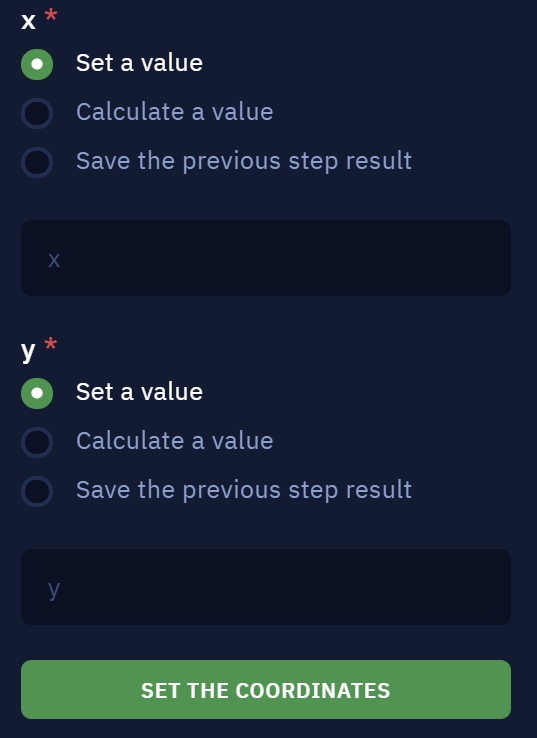 x *
Set a value
Calculate a value
Save the previous step result
x
y *
Set a value
Calculate a value
Save the previous step result
y
SET THE COORDINATES